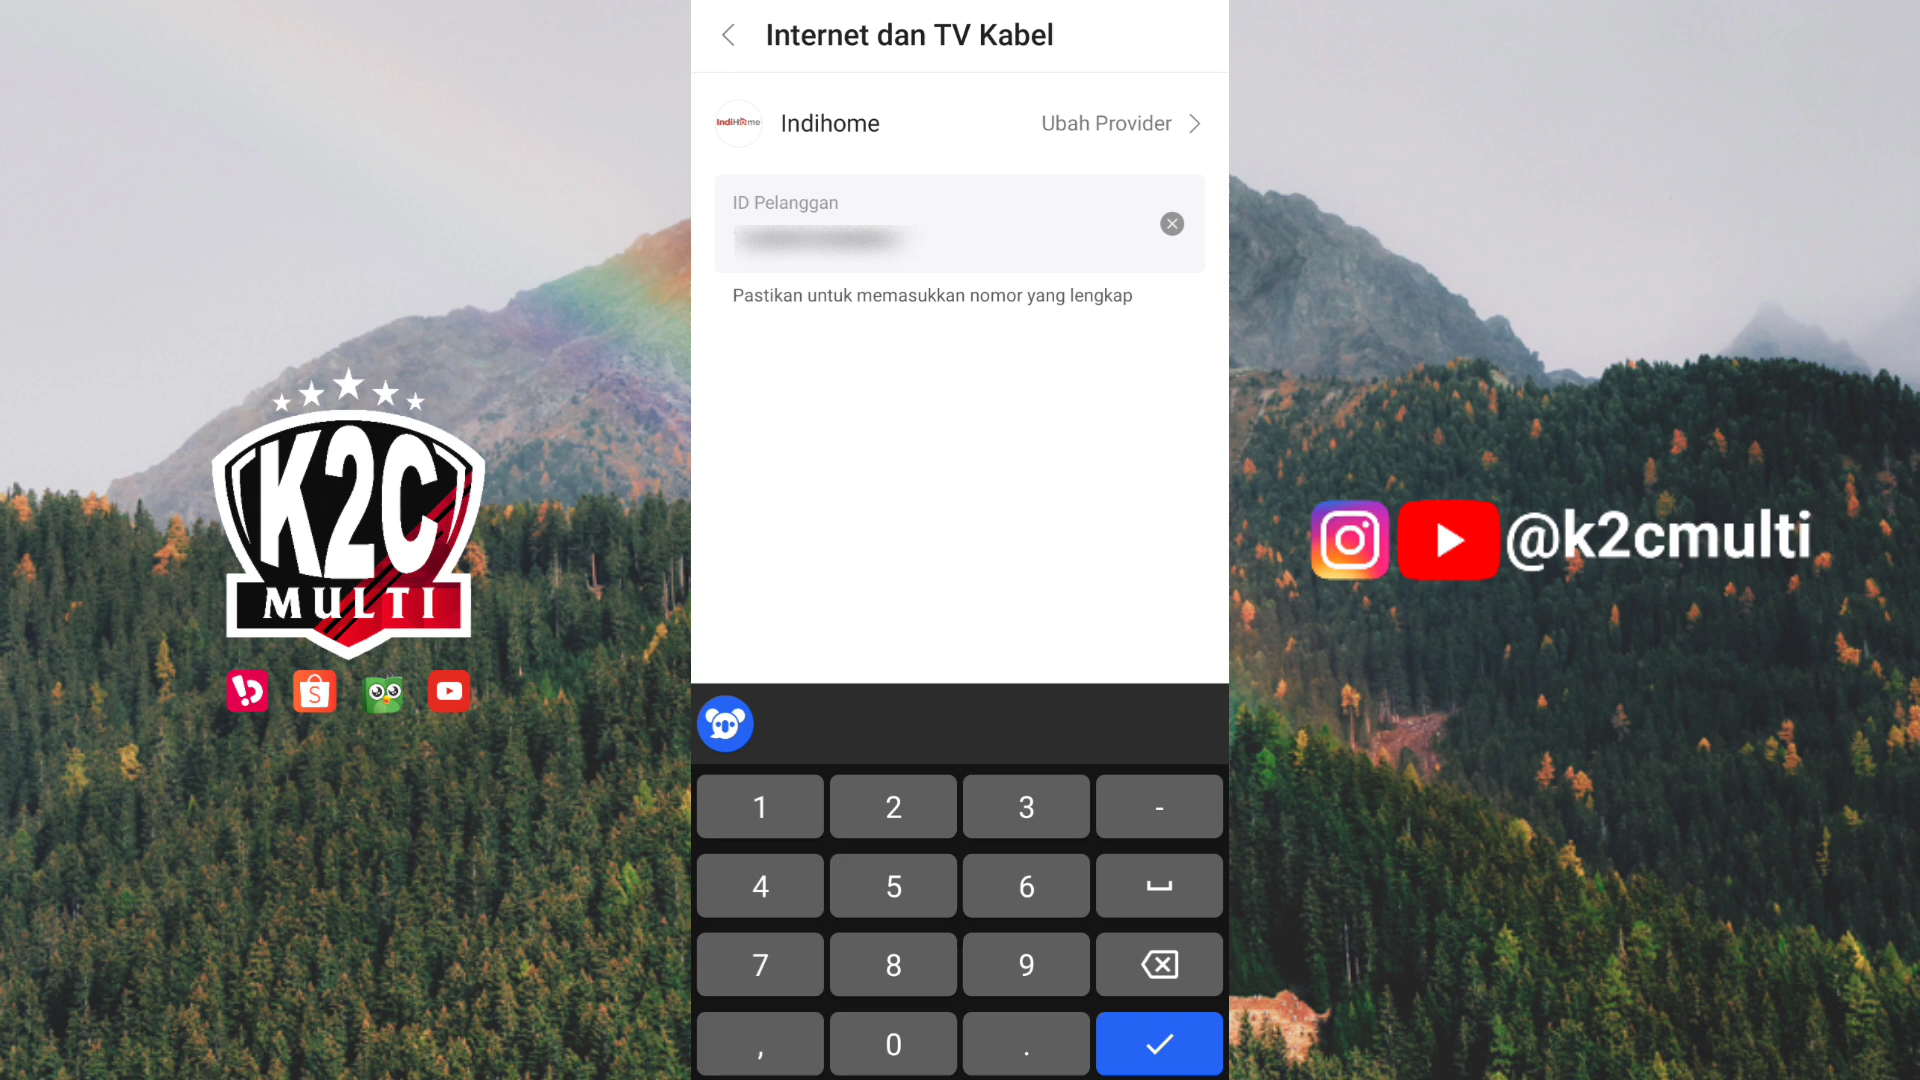 Internet dan TV Kabel
IndiHome
Indihome
Ubah Provider
ID Pelanggan
Pastikan untuk memasukkan nomor yang lengkap
K2C
MULTI
@k2cmulti
1 2 3 -
4 5 6
7 8 9
, 0 .